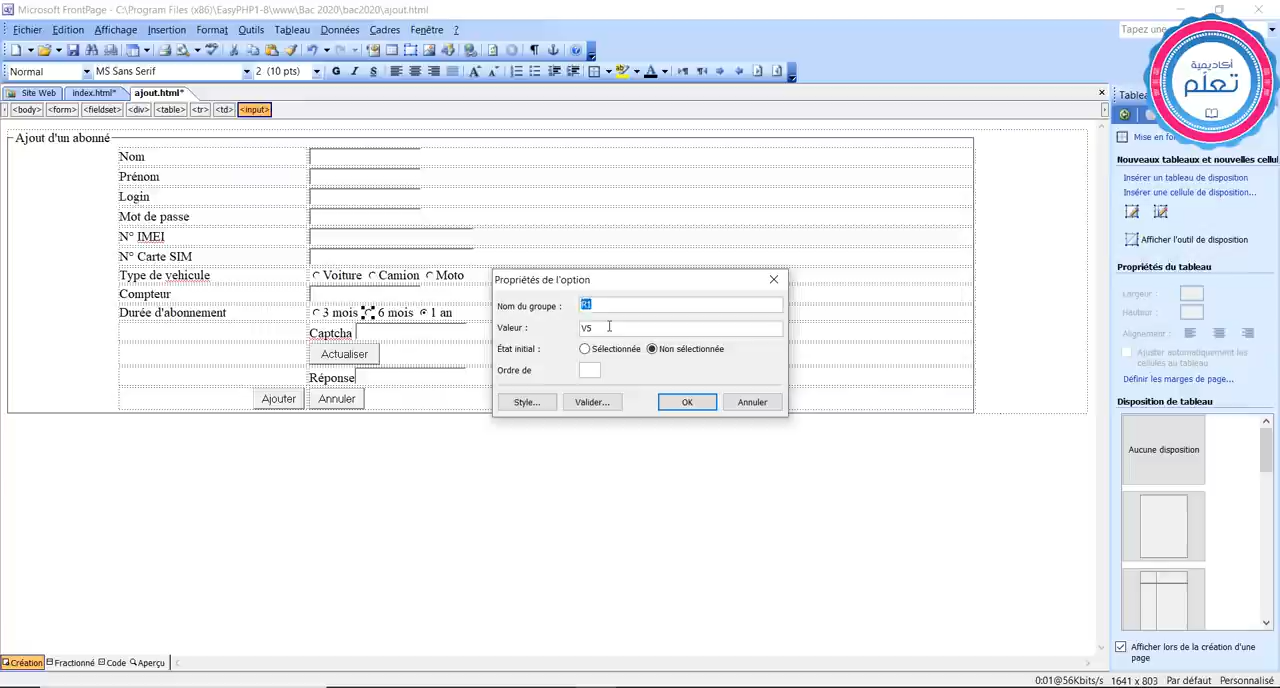 Microsoft FrontPage - C:\Program Files (x86)\EasyPHP1-8\www\Bac 2020\bac2020\ajout.html
Fichier Edition Affichage Insertion Format Outils Tableau Données Cadres Fenêtre ?
Tapez une
Normal MS Sans Serif 2 (10 pts) G I S
Site Web index.html* ajout.html*
<body> <form> <fieldset> <div> <table> <tr> <td> <input>
أكاديمية
تعلّم
Ajout d'un abonné
Nom
Prénom
Login
Mot de passe
N° IMEI
N° Carte SIM
Type de vehicule Voiture Camion Moto
Compteur
Durée d'abonnement 3 mois 6 mois 1 an
Captcha
Actualiser
Réponse
Ajouter Annuler
Propriétés de l'option
Nom du groupe : R1
Valeur : V5
État initial : Sélectionnée Non sélectionnée
Ordre de
Style... Valider... OK Annuler
Mise en
Nouveaux tableaux et nouvelles cellul
Insérer un tableau de disposition
Insérer une cellule de disposition...
Afficher l'outil de disposition
Propriétés du tableau
Largeur :
Hauteur :
Alignement :
Ajuster automatiquement les
cellules au tableau
Définir les marges de page...
Disposition de tableau
Aucune disposition
Afficher lors de la création d'une
page
Création Fractionné Code Aperçu
0:01@56Kbits/s 1641 x 803 Par défaut Personnalisé